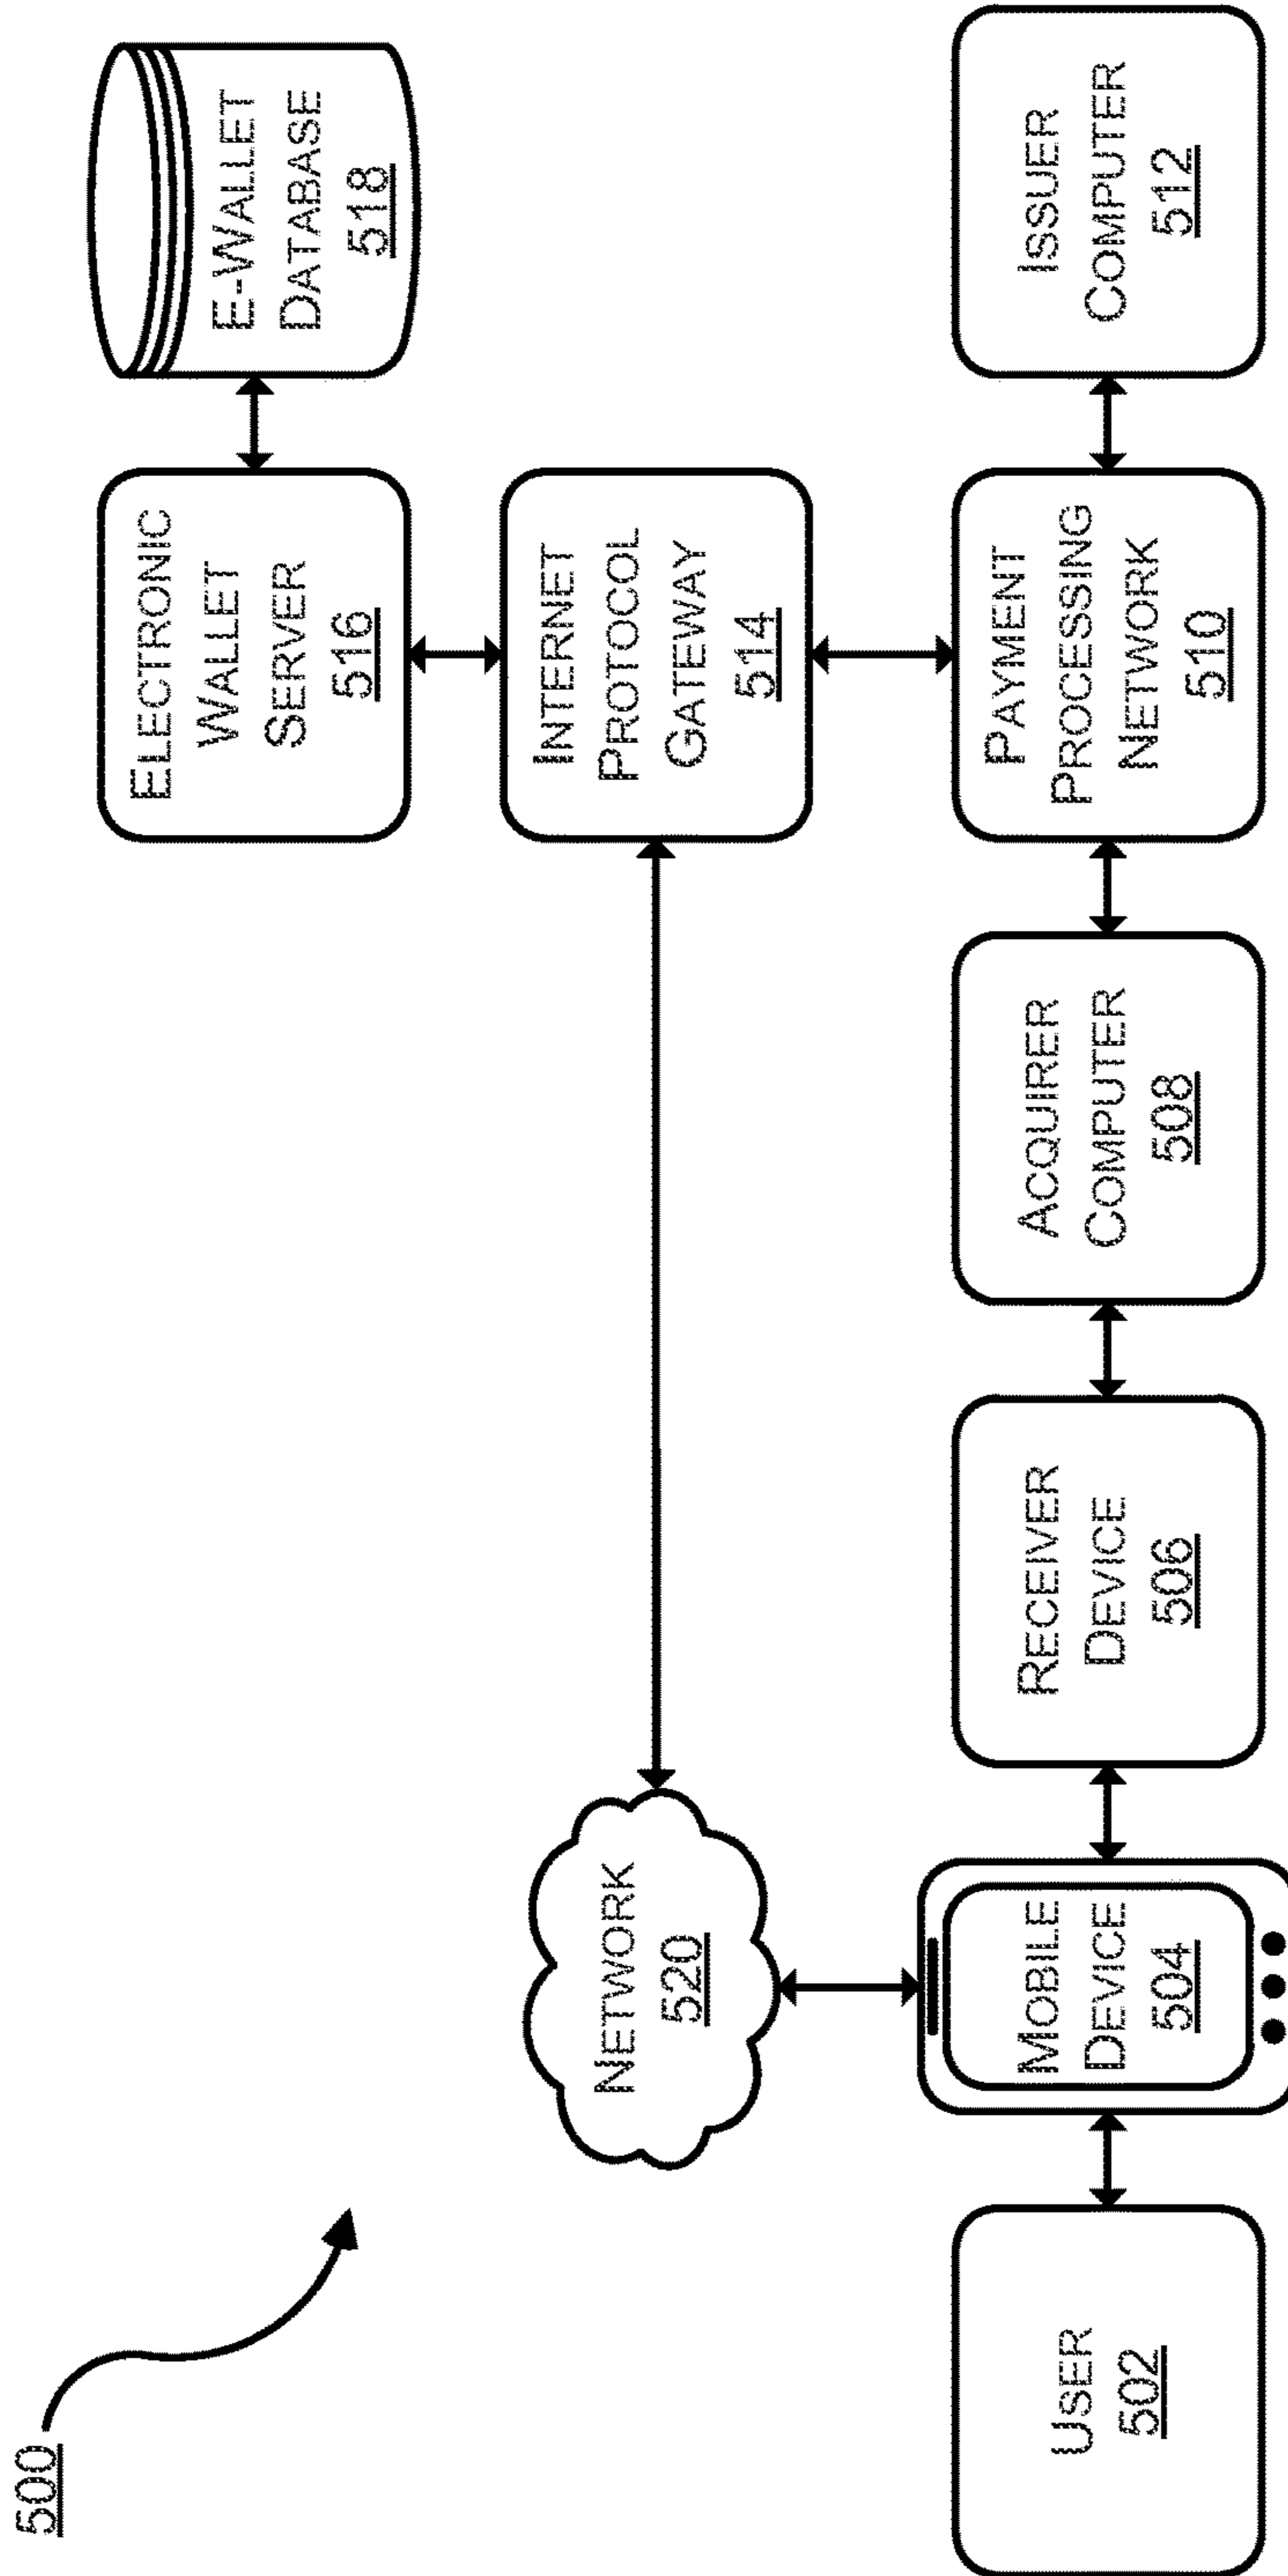 500
ELECTRONIC
WALLET
SERVER
516
E-WALLET
DATABASE
518
NETWORK
520
INTERNET
PROTOCOL
GATEWAY
514
USER
502
MOBILE
DEVICE
504
RECEIVER
DEVICE
506
ACQUIRER
COMPUTER
508
PAYMENT
PROCESSING
NETWORK
510
ISSUER
COMPUTER
512